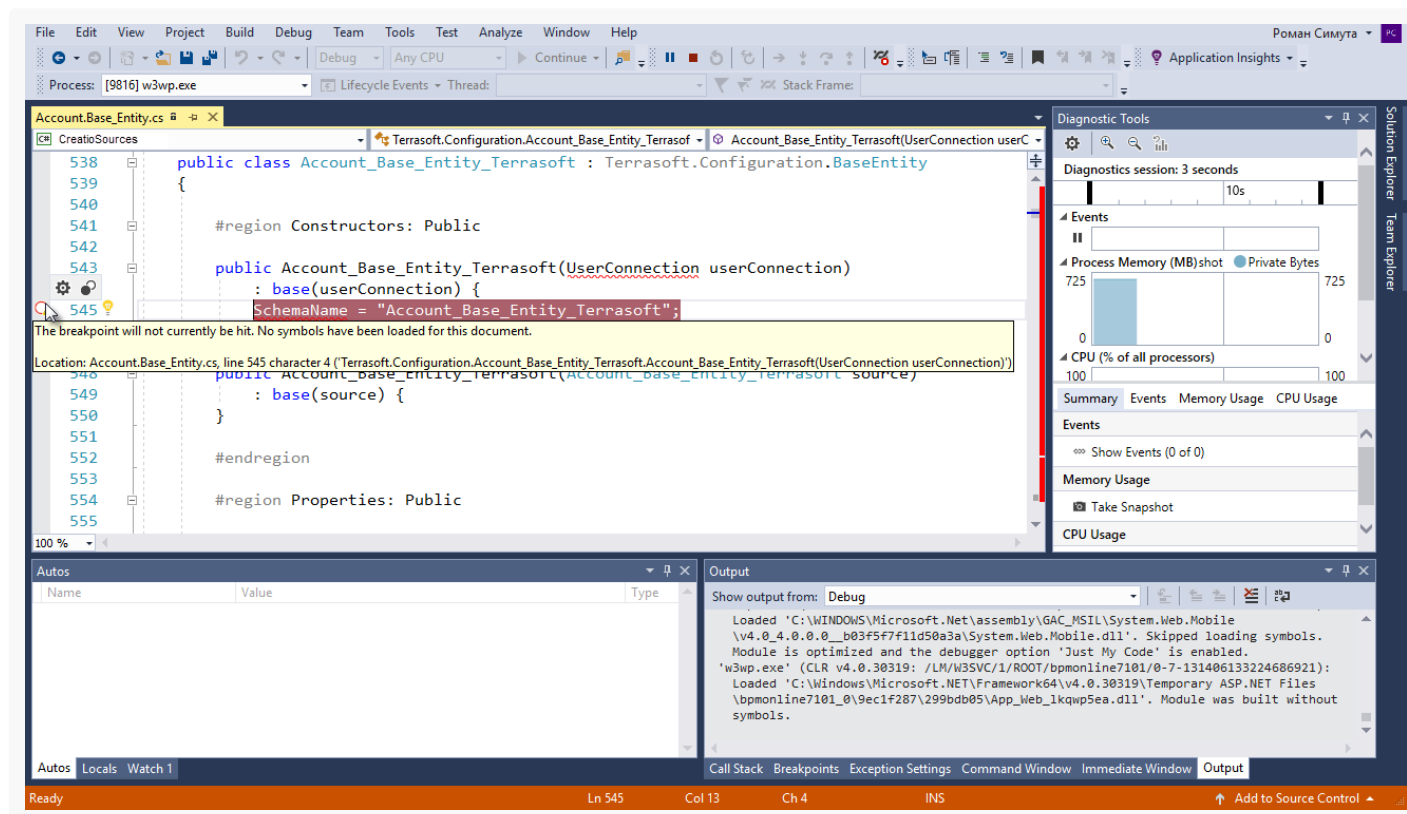 File Edit View Project Build Debug Team Tools Test Analyze Window Help Роман Симута PC
Debug Any CPU Continue Application Insights
Process: [9816] w3wp.exe Lifecycle Events Thread: Stack Frame:
Account.Base_Entity.cs
C# CreatioSources Terrasoft.Configuration.Account_Base_Entity_Terrasof Account_Base_Entity_Terrasoft(UserConnection userC
538 public class Account_Base_Entity_Terrasoft : Terrasoft.Configuration.BaseEntity
539 {
540
541 #region Constructors: Public
542
543 public Account_Base_Entity_Terrasoft(UserConnection userConnection)
: base(userConnection) {
545 SchemaName = "Account_Base_Entity_Terrasoft";
The breakpoint will not currently be hit. No symbols have been loaded for this document.
Location: Account.Base_Entity.cs, line 545 character 4 ('Terrasoft.Configuration.Account_Base_Entity_Terrasoft.Account_Base_Entity_Terrasoft(UserConnection userConnection)')
548 public Account_Base_Entity_Terrasoft(Account_Base_Entity_Terrasoft source)
549 : base(source) {
550 }
551
552 #endregion
553
554 #region Properties: Public
555
100 %
Diagnostic Tools
Diagnostics session: 3 seconds
10s
Events
Process Memory (MB) shot Private Bytes
725 725
0 0
CPU (% of all processors)
100 100
Summary Events Memory Usage CPU Usage
Events
Show Events (0 of 0)
Memory Usage
Take Snapshot
CPU Usage
Solution Explorer
Team Explorer
Autos
Name Value Type
Autos Locals Watch 1
Output
Show output from: Debug
Loaded 'C:\WINDOWS\Microsoft.Net\assembly\GAC_MSIL\System.Web.Mobile
\v4.0_4.0.0.0__b03f5f7f11d50a3a\System.Web.Mobile.dll'. Skipped loading symbols.
Module is optimized and the debugger option 'Just My Code' is enabled.
'w3wp.exe' (CLR v4.0.30319: /LM/W3SVC/1/ROOT/bpmonline7101/0-7-131406133224686921):
Loaded 'C:\Windows\Microsoft.NET\Framework64\v4.0.30319\Temporary ASP.NET Files
\bpmonline7101_0\9ec1f287\299bdb05\App_Web_lkqwp5ea.dll'. Module was built without
symbols.
Call Stack Breakpoints Exception Settings Command Window Immediate Window Output
Ready Ln 545 Col 13 Ch 4 INS Add to Source Control